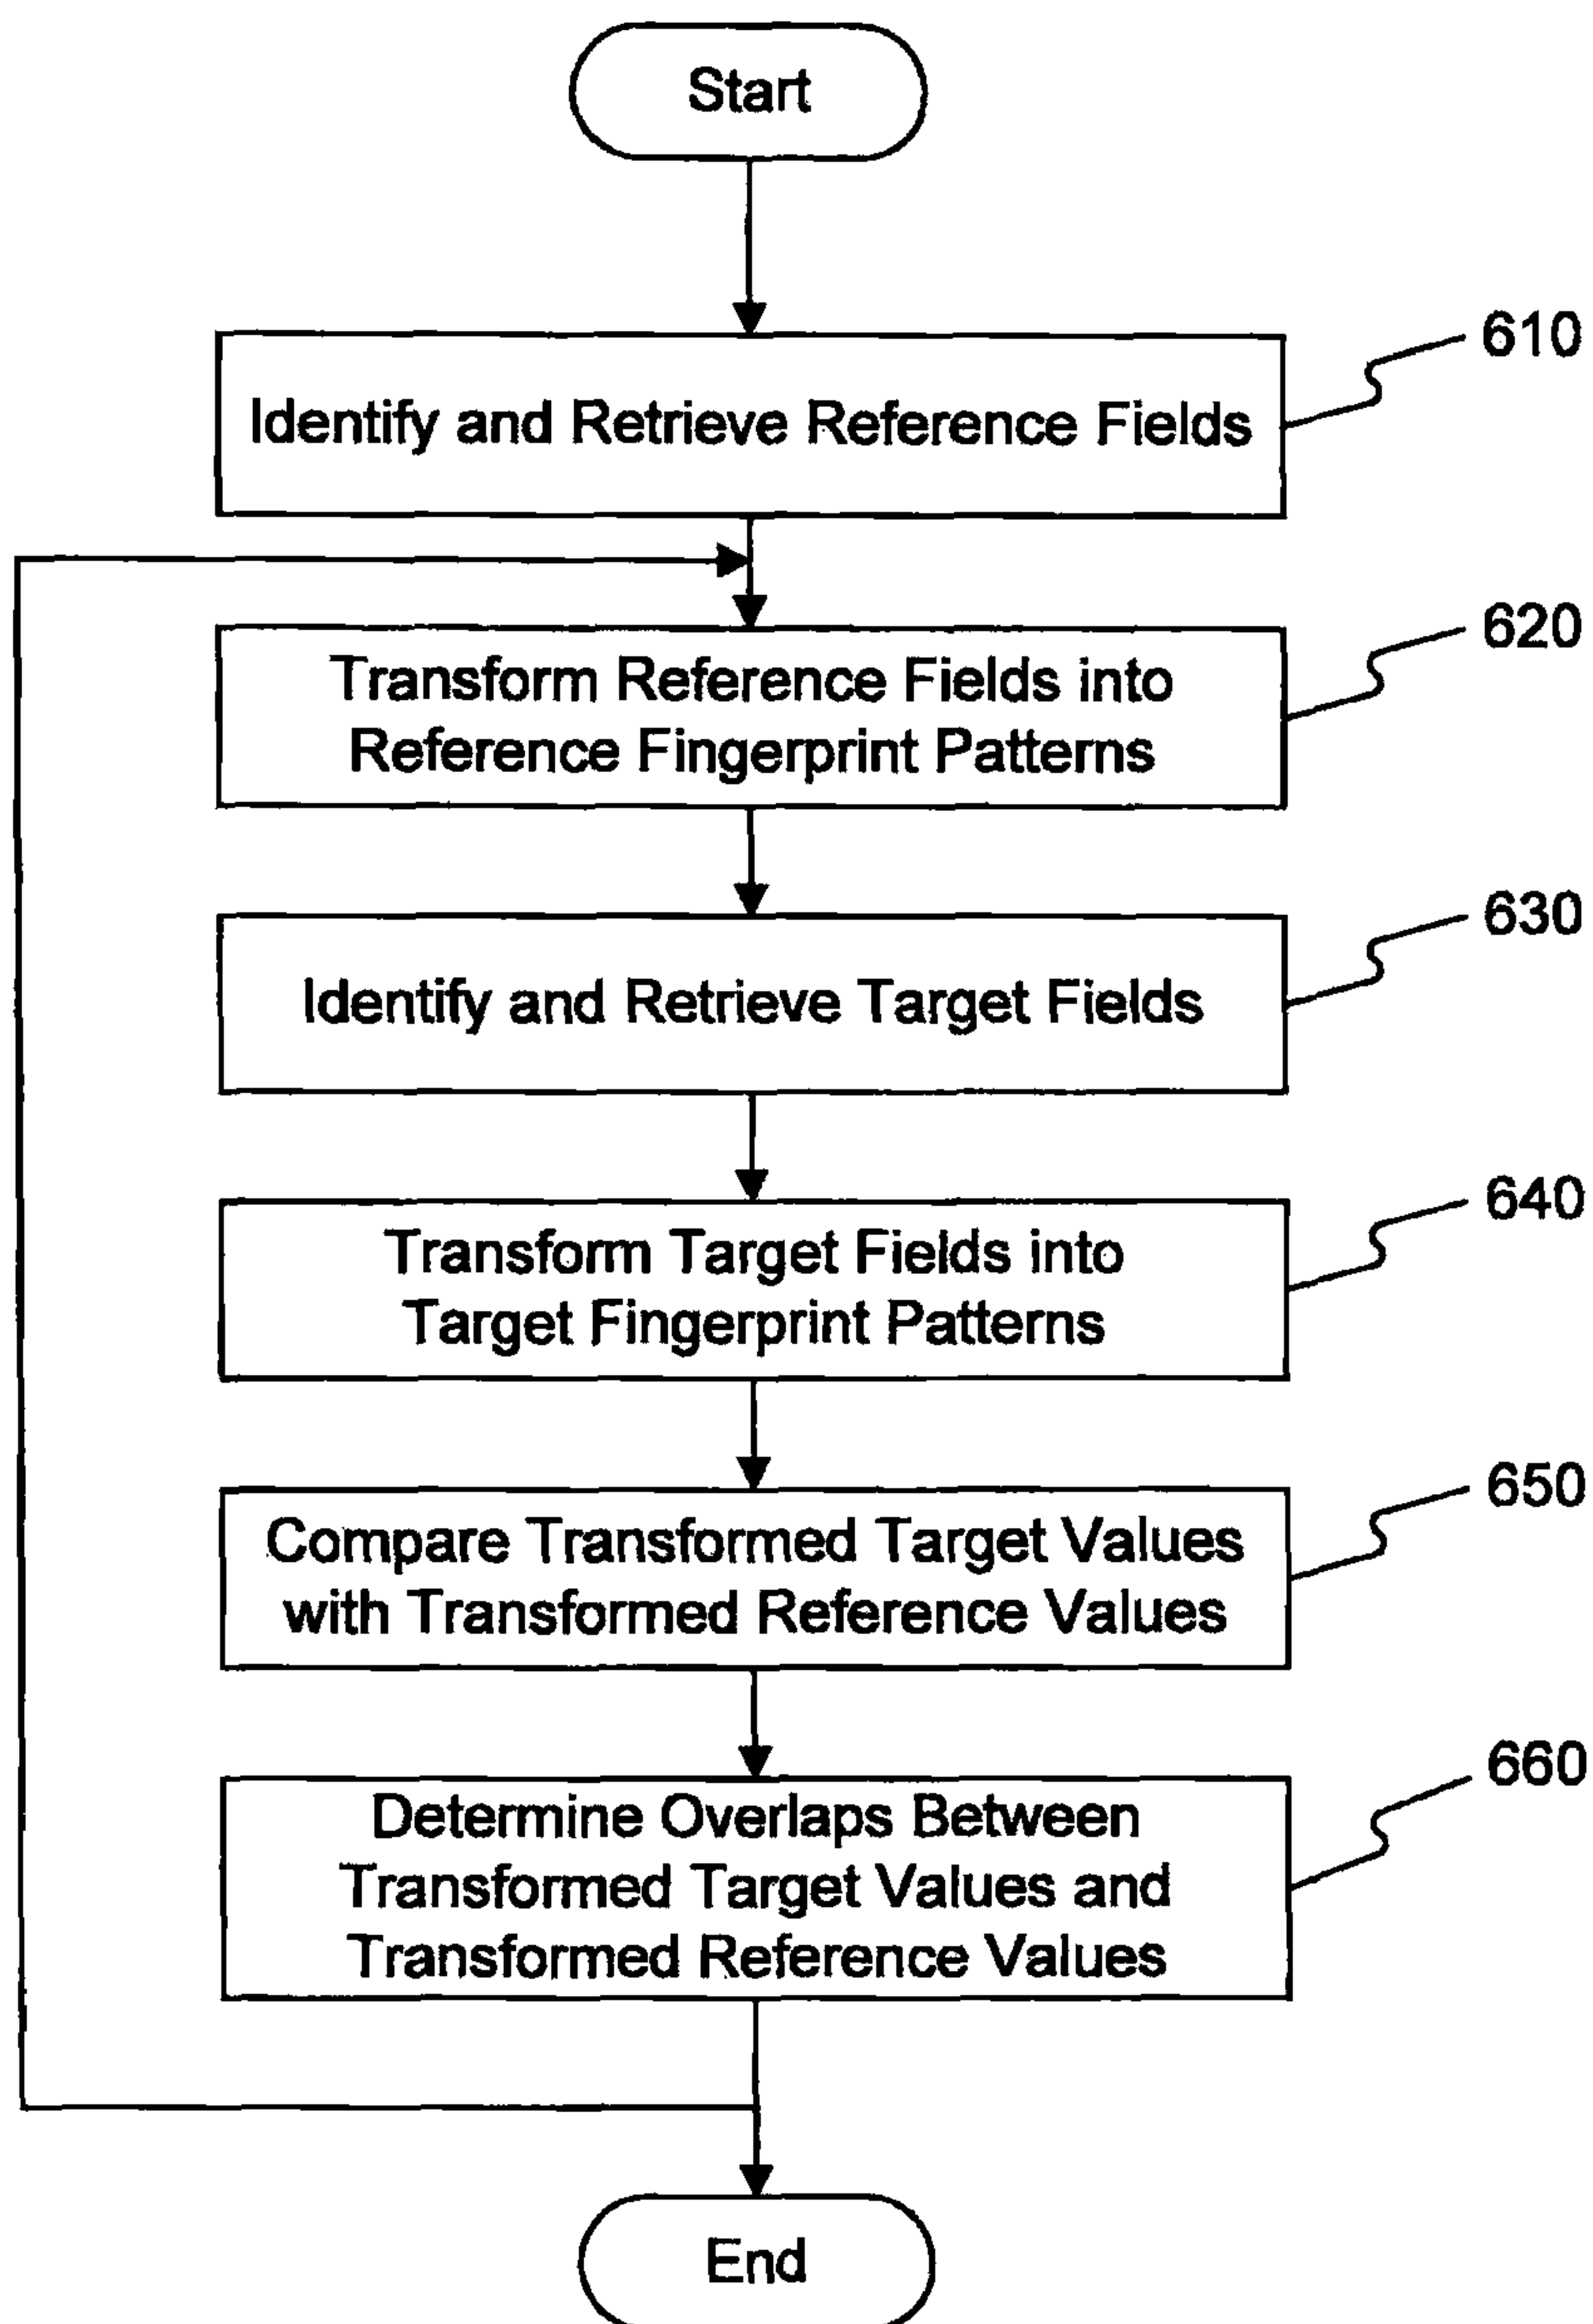 Start
610
Identify and Retrieve Reference Fields
620
Transform Reference Fields into
Reference Fingerprint Patterns
630
Identify and Retrieve Target Fields
640
Transform Target Fields into
Target Fingerprint Patterns
650
Compare Transformed Target Values
with Transformed Reference Values
660
Determine Overlaps Between
Transformed Target Values and
Transformed Reference Values
End